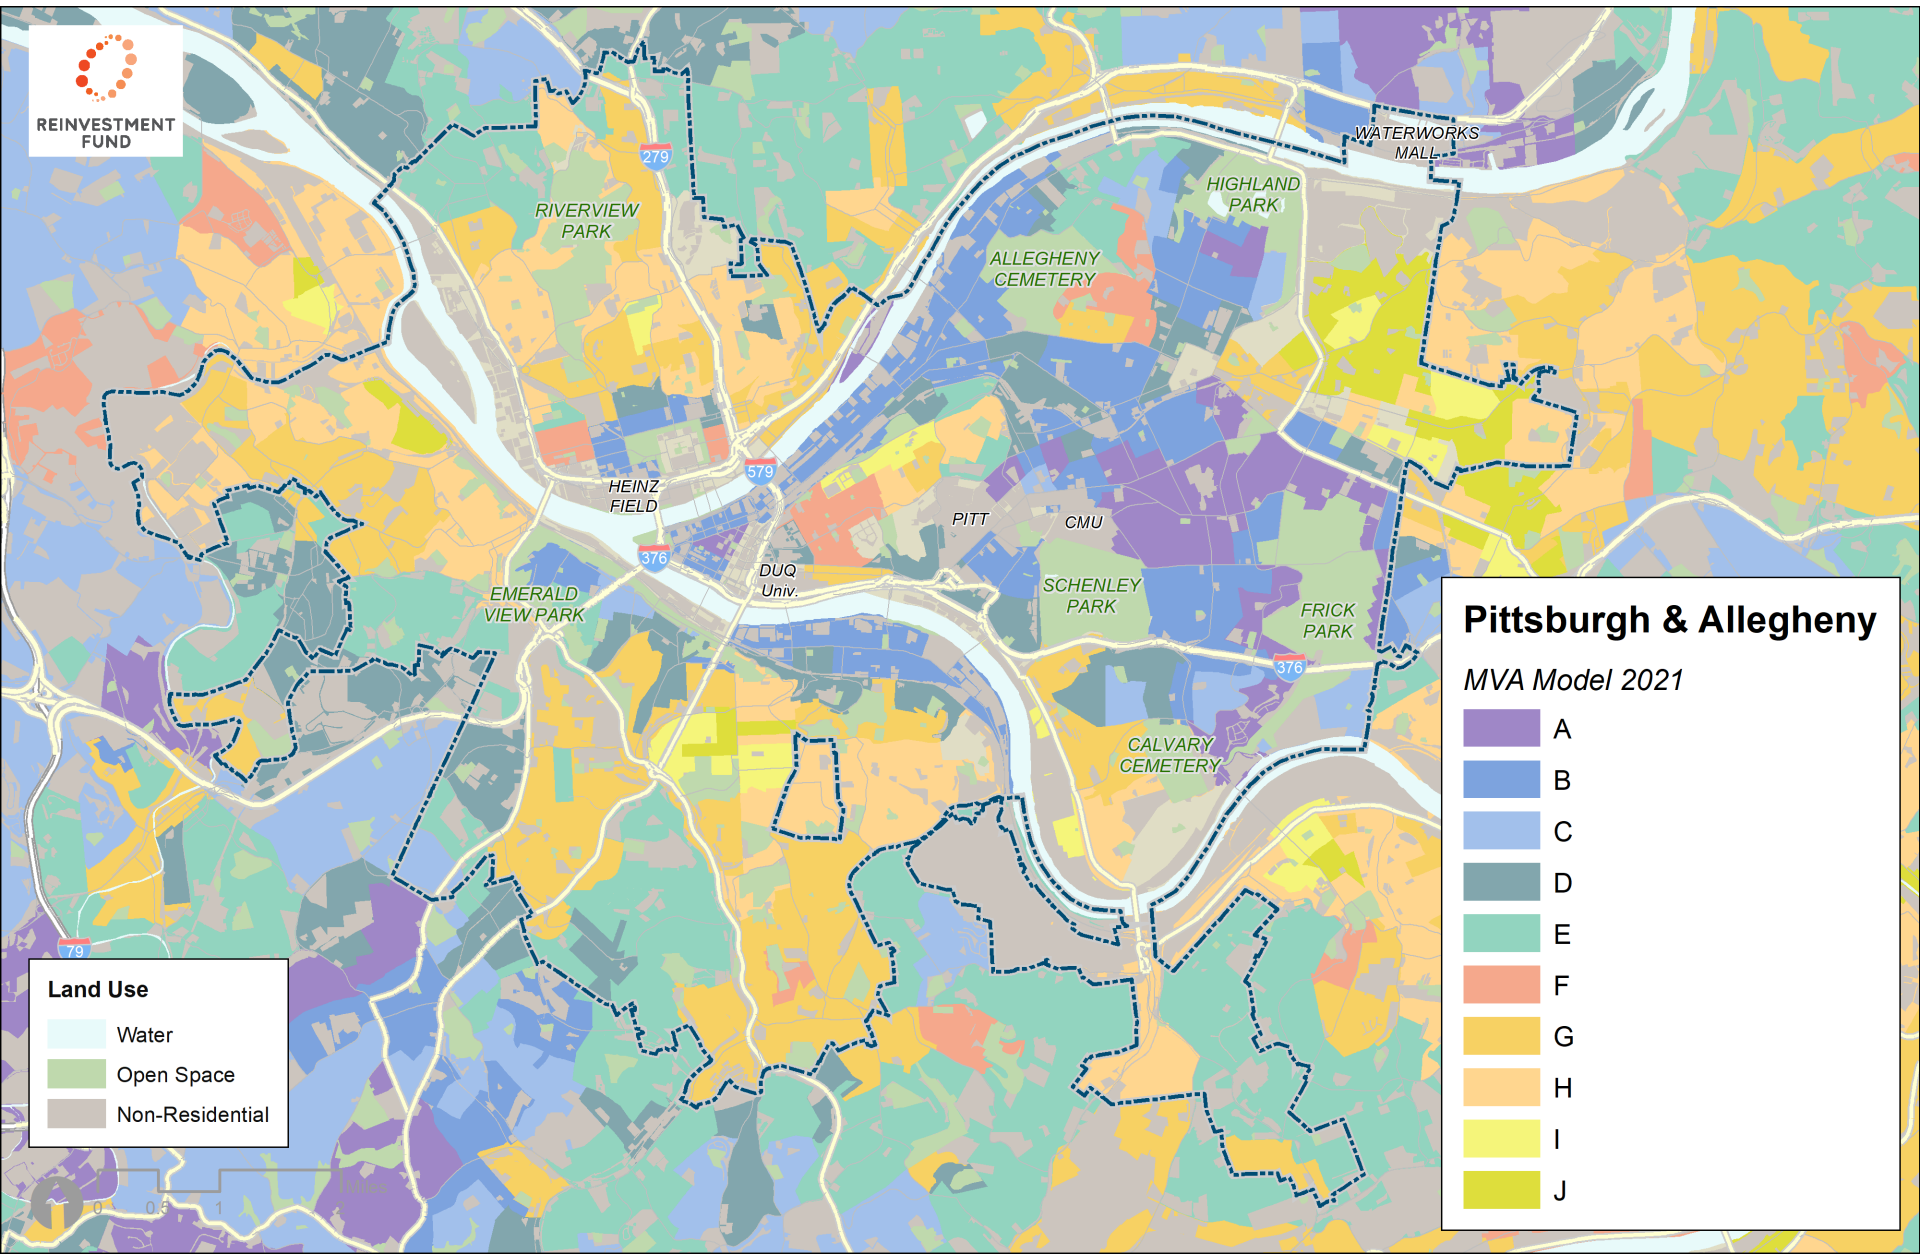 REINVESTMENT
FUND
279
WATERWORKS
MALL
HIGHLAND
PARK
RIVERVIEW
PARK
ALLEGHENY
CEMETERY
579
HEINZ
FIELD
PITT
CMU
376
DUQ
Univ.
EMERALD
VIEW PARK
SCHENLEY
PARK
FRICK
PARK
376
CALVARY
CEMETERY
79
Pittsburgh & Allegheny
MVA Model 2021
A
B
C
D
E
F
G
H
I
J
Land Use
Water
Open Space
Non-Residential
Miles
0
0.5
1